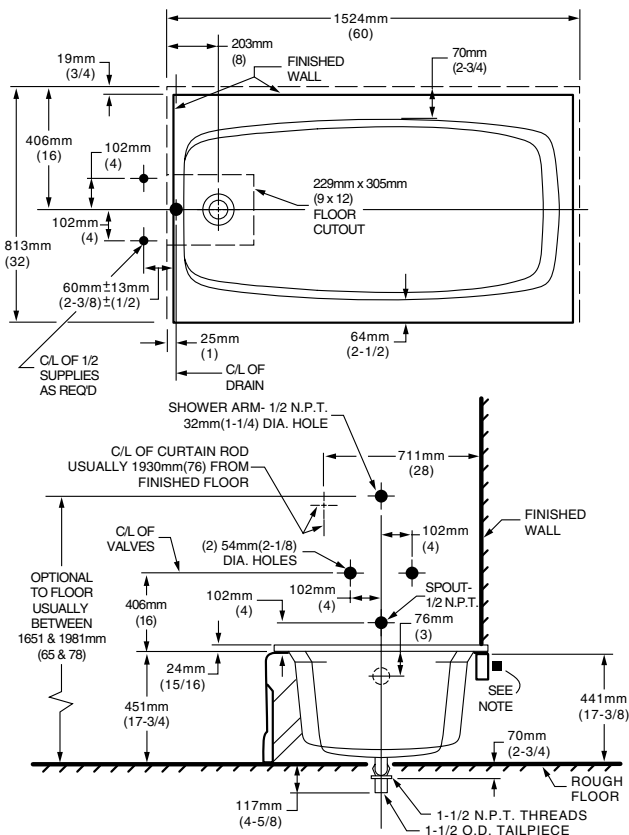 1524mm
(60)
203mm
(8)
70mm
(2-3/4)
19mm
(3/4)
FINISHED
WALL
406mm
(16)
102mm
(4)
229mm x 305mm
(9 x 12)
FLOOR
CUTOUT
102mm
(4)
813mm
(32)
60mm±13mm
(2-3/8)±(1/2)
25mm
(1)
64mm
(2-1/2)
C/L OF 1/2
SUPPLIES
AS REQ'D
C/L OF
DRAIN
SHOWER ARM- 1/2 N.P.T.
32mm(1-1/4) DIA. HOLE
C/L OF CURTAIN ROD
USUALLY 1930mm(76) FROM
FINISHED FLOOR
711mm
(28)
FINISHED
WALL
C/L OF
VALVES
(2) 54mm(2-1/8)
DIA. HOLES
102mm
(4)
OPTIONAL
TO FLOOR
USUALLY
BETWEEN
1651 & 1981mm
(65 & 78)
406mm
(16)
102mm
(4)
102mm
(4)
SPOUT-
1/2 N.P.T.
76mm
(3)
24mm
(15/16)
451mm
(17-3/4)
SEE
NOTE
441mm
(17-3/8)
70mm
(2-3/4)
ROUGH
FLOOR
117mm
(4-5/8)
1-1/2 N.P.T. THREADS
1-1/2 O.D. TAILPIECE